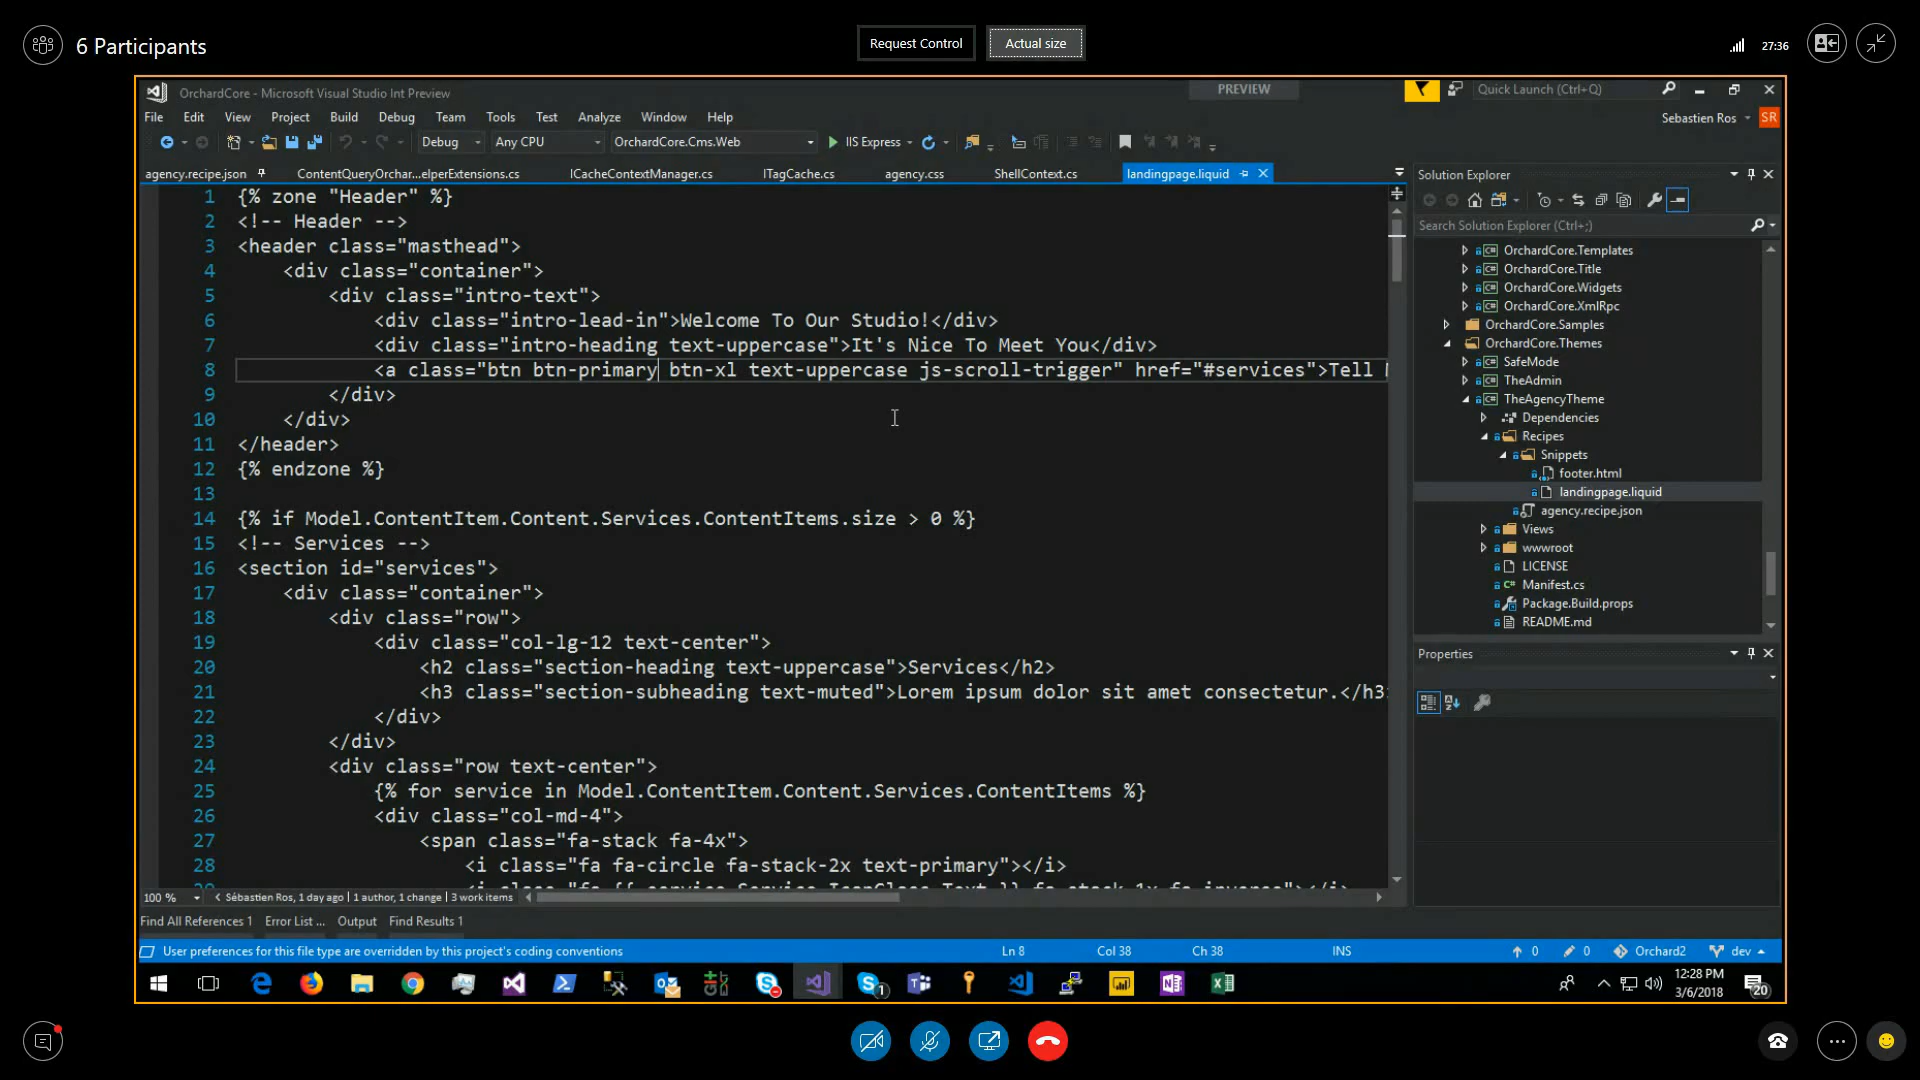 6 Participants
Request Control
Actual size
27:36
OrchardCore - Microsoft Visual Studio Int Preview
PREVIEW
Quick Launch (Ctrl+Q)
File Edit View Project Build Debug Team Tools Test Analyze Window Help
Sebastien Ros
SR
Debug Any CPU OrchardCore.Cms.Web IIS Express
agency.recipe.json ContentQueryOrchar...elperExtensions.cs ICacheContextManager.cs ITagCache.cs agency.css ShellContext.cs landingpage.liquid
1 {% zone "Header" %}
2 <!-- Header -->
3 <header class="masthead">
4 <div class="container">
5 <div class="intro-text">
6 <div class="intro-lead-in">Welcome To Our Studio!</div>
7 <div class="intro-heading text-uppercase">It's Nice To Meet You</div>
8 <a class="btn btn-primary btn-xl text-uppercase js-scroll-trigger" href="#services">Tell
9 </div>
10 </div>
11 </header>
12 {% endzone %}
13
14 {% if Model.ContentItem.Content.Services.ContentItems.size > 0 %}
15 <!-- Services -->
16 <section id="services">
17 <div class="container">
18 <div class="row">
19 <div class="col-lg-12 text-center">
20 <h2 class="section-heading text-uppercase">Services</h2>
21 <h3 class="section-subheading text-muted">Lorem ipsum dolor sit amet consectetur.</h3
22 </div>
23 </div>
24 <div class="row text-center">
25 {% for service in Model.ContentItem.Content.Services.ContentItems %}
26 <div class="col-md-4">
27 <span class="fa-stack fa-4x">
28 <i class="fa fa-circle fa-stack-2x text-primary"></i>
100 %
Sébastien Ros, 1 day ago | 1 author, 1 change | 3 work items
Find All References 1 Error List ... Output Find Results 1
User preferences for this file type are overridden by this project's coding conventions
Ln 8 Col 38 Ch 38 INS
0 0 Orchard2 dev
Solution Explorer
Search Solution Explorer (Ctrl+;)
OrchardCore.Templates
OrchardCore.Title
OrchardCore.Widgets
OrchardCore.XmlRpc
OrchardCore.Samples
OrchardCore.Themes
SafeMode
TheAdmin
TheAgencyTheme
Dependencies
Recipes
Snippets
footer.html
landingpage.liquid
agency.recipe.json
Views
wwwroot
LICENSE
Manifest.cs
Package.Build.props
README.md
Properties
12:28 PM
3/6/2018
20